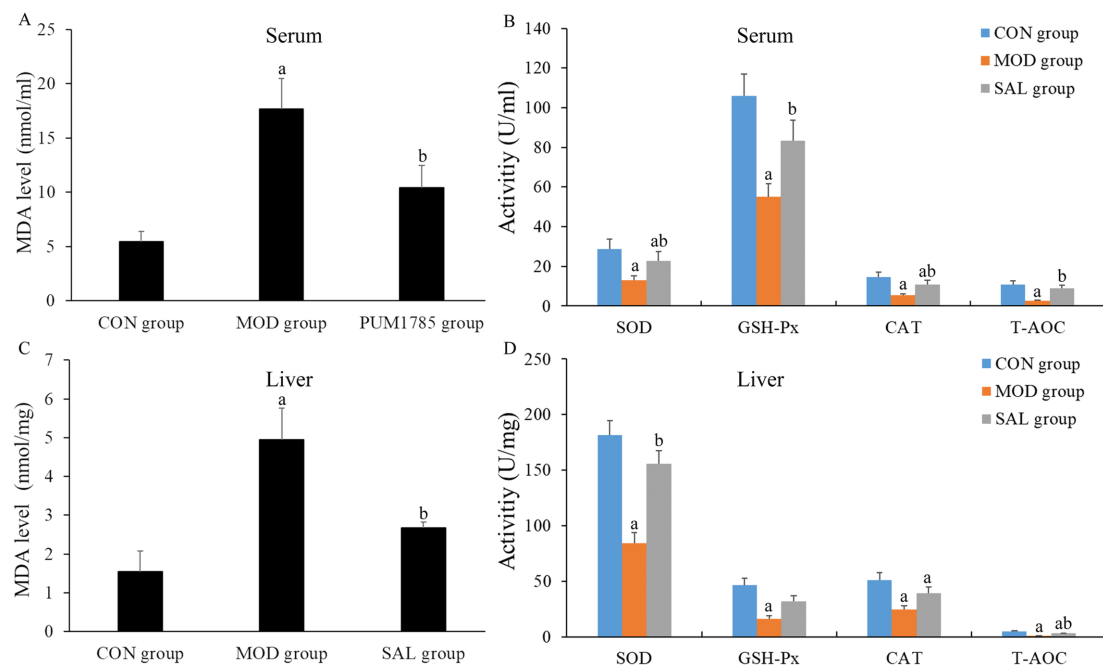 A
Serum
MDA level (nmol/ml)
25
20
15
10
5
0
a
b
CON group
MOD group
PUM1785 group
B
Serum
Activitiy (U/ml)
140
120
100
80
60
40
20
0
CON group
MOD group
SAL group
a
ab
a
b
a
ab
a
b
SOD
GSH-Px
CAT
T-AOC
C
Liver
MDA level (nmol/mg)
7
6
5
4
3
2
1
0
a
b
CON group
MOD group
SAL group
D
Liver
Activitiy (U/mg)
250
200
150
100
50
0
CON group
MOD group
SAL group
a
b
a
a
a
a
ab
SOD
GSH-Px
CAT
T-AOC